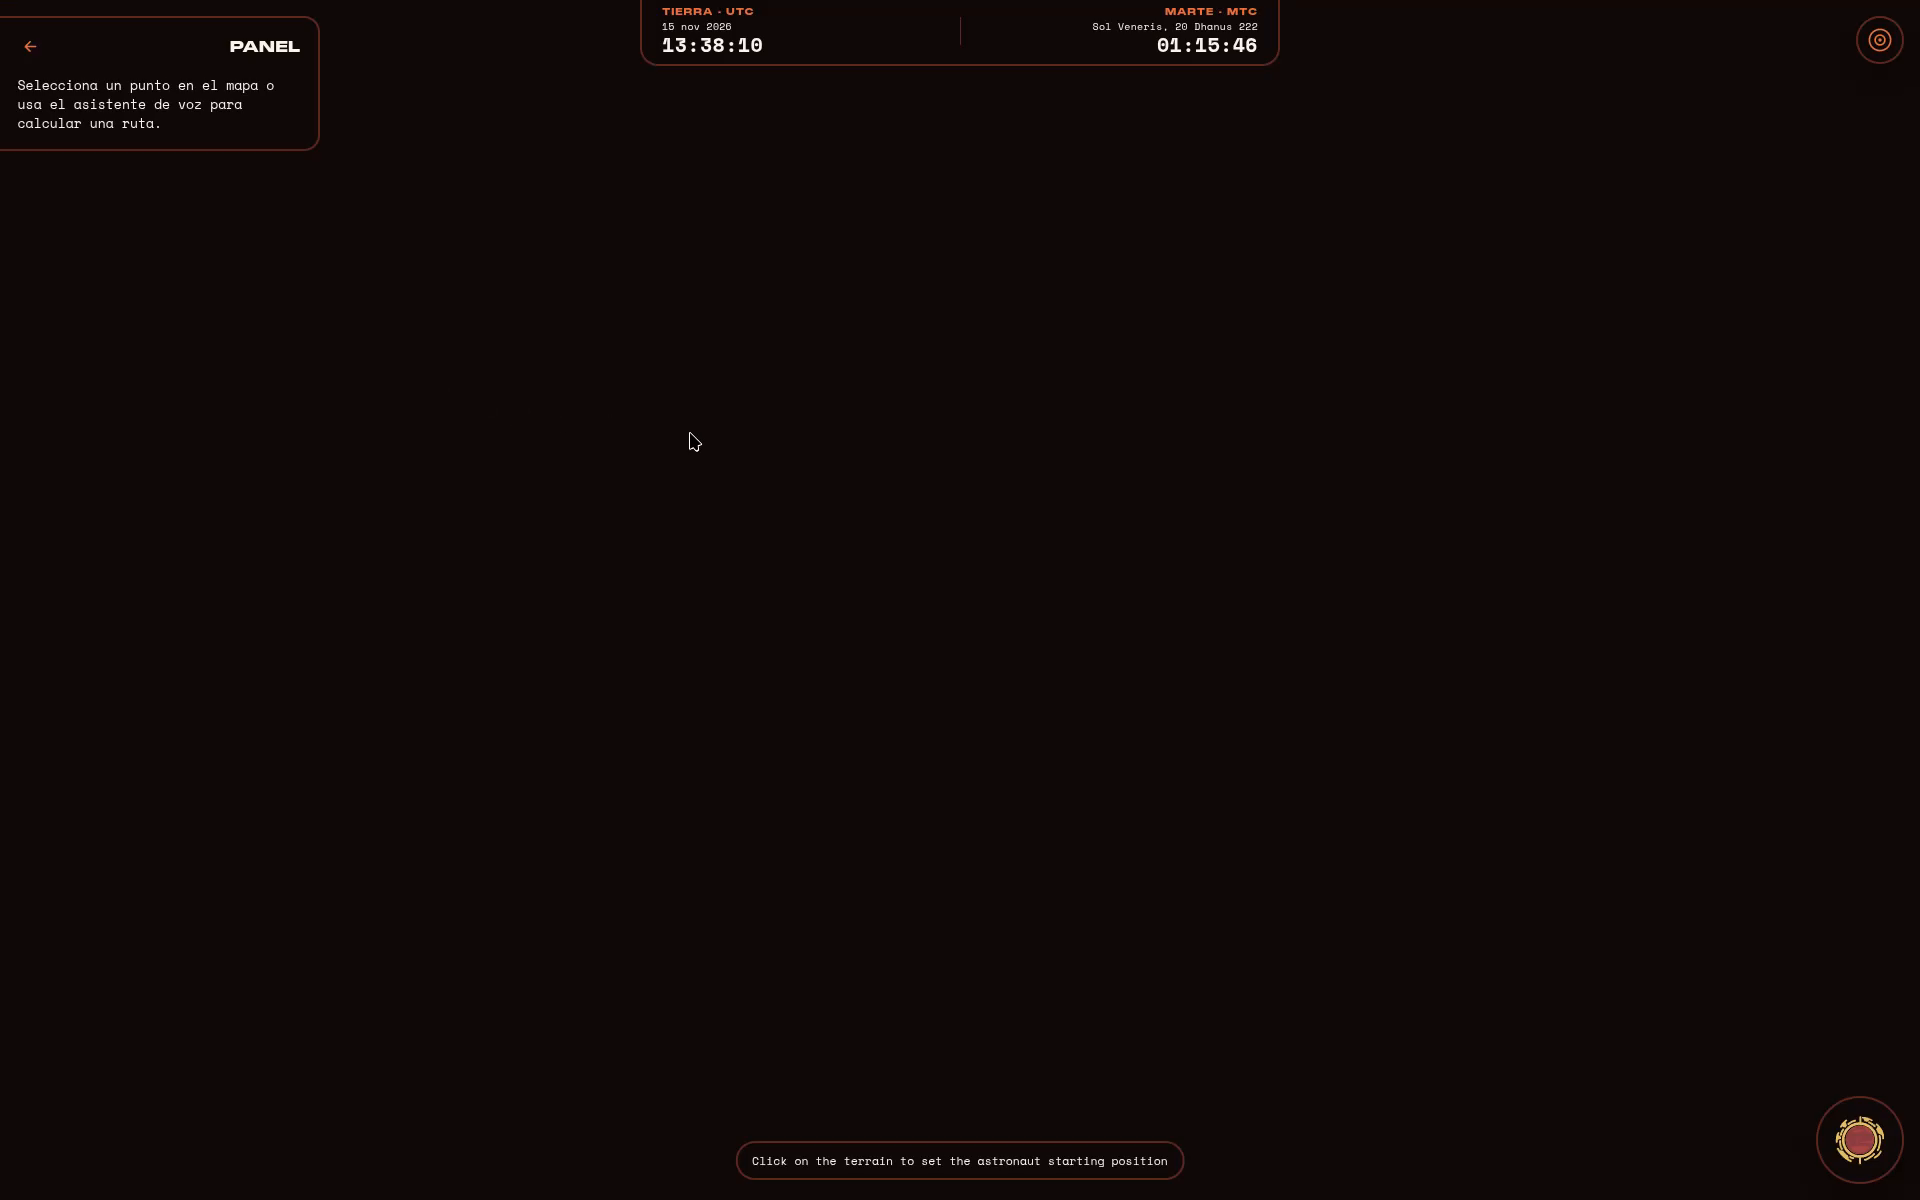 PANEL
Selecciona un punto en el mapa o
usa el asistente de voz para
calcular una ruta.
TIERRA · UTC
15 nov 2026
13:38:10
MARTE · MTC
Sol Veneris, 20 Dhanus 222
01:15:46
Click on the terrain to set the astronaut starting position